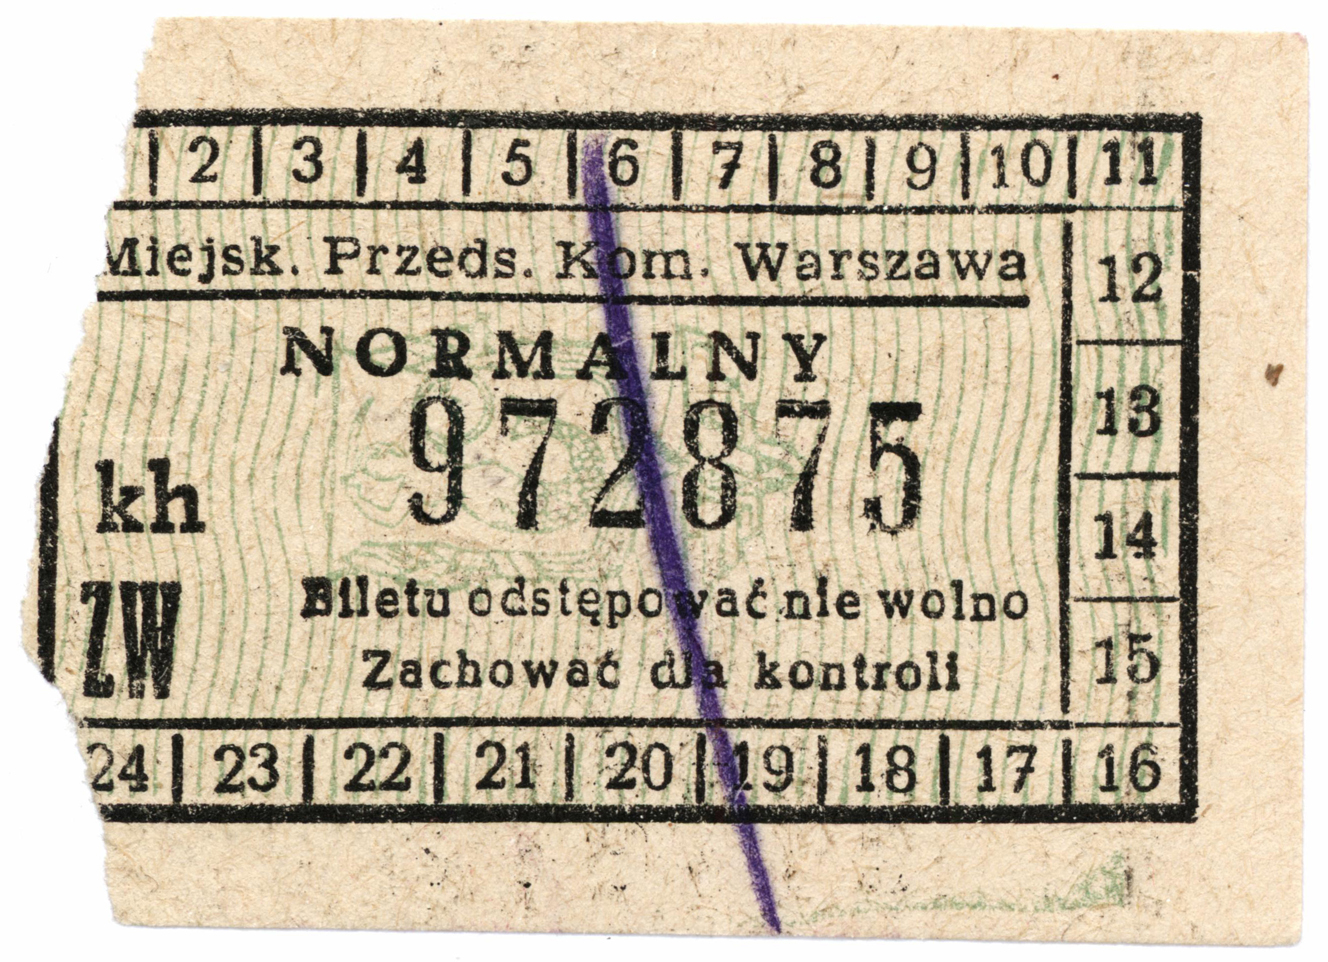 2 3 4 5 6 7 8 9 10 11
Miejsk. Przeds. Kom. Warszawa
12
NORMALNY
972875
13
kh
14
ZW
Biletu odstępować nie wolno
Zachować dla kontroli
15
24 23 22 21 20 19 18 17 16